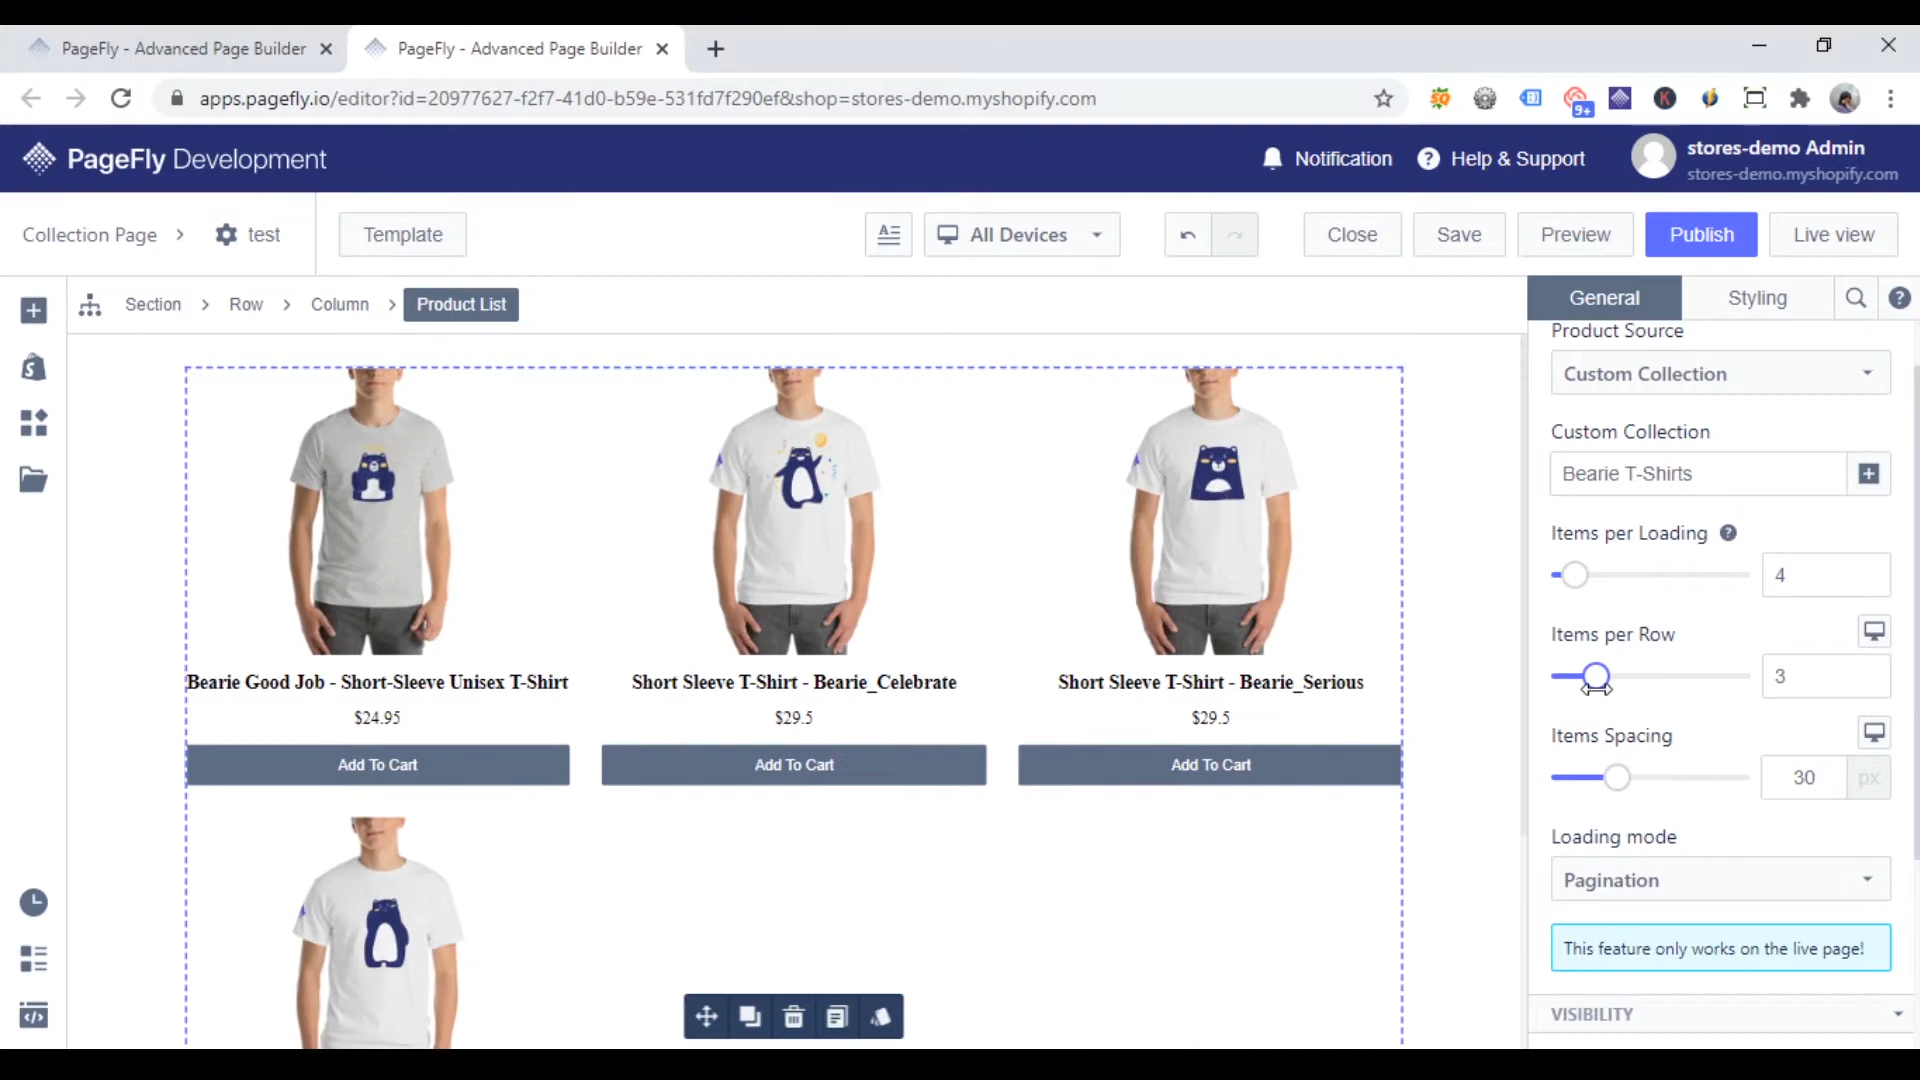 PageFly - Advanced Page Builder
PageFly - Advanced Page Builder
apps.pagefly.io/editor?id=20977627-f2f7-41d0-b59e-531fd7f290ef&shop=stores-demo.myshopify.com
SQ
9+
K
PageFly Development
Notification
? Help & Support
stores-demo Admin
stores-demo.myshopify.com
Collection Page
test
Template
A
All Devices
Close
Save
Preview
Publish
Live view
Section
Row
Column
Product List
General
Styling
?
Product Source
Custom Collection
Custom Collection
Bearie T-Shirts
Items per Loading ?
4
Items per Row
3
Items Spacing
30 px
Loading mode
Pagination
This feature only works on the live page!
VISIBILITY
Bearie Good Job - Short-Sleeve Unisex T-Shirt
$24.95
Add To Cart
Short Sleeve T-Shirt - Bearie_Celebrate
$29.5
Add To Cart
Short Sleeve T-Shirt - Bearie_Serious
$29.5
Add To Cart